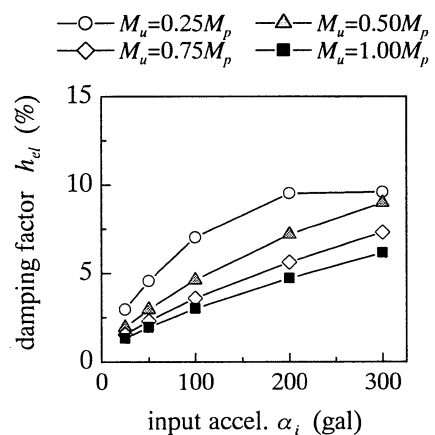 M_u=0.25M_p M_u=0.50M_p
M_u=0.75M_p M_u=1.00M_p
damping factor h_el (%)
15
10
5
0
0 100 200 300
input accel. α_i (gal)